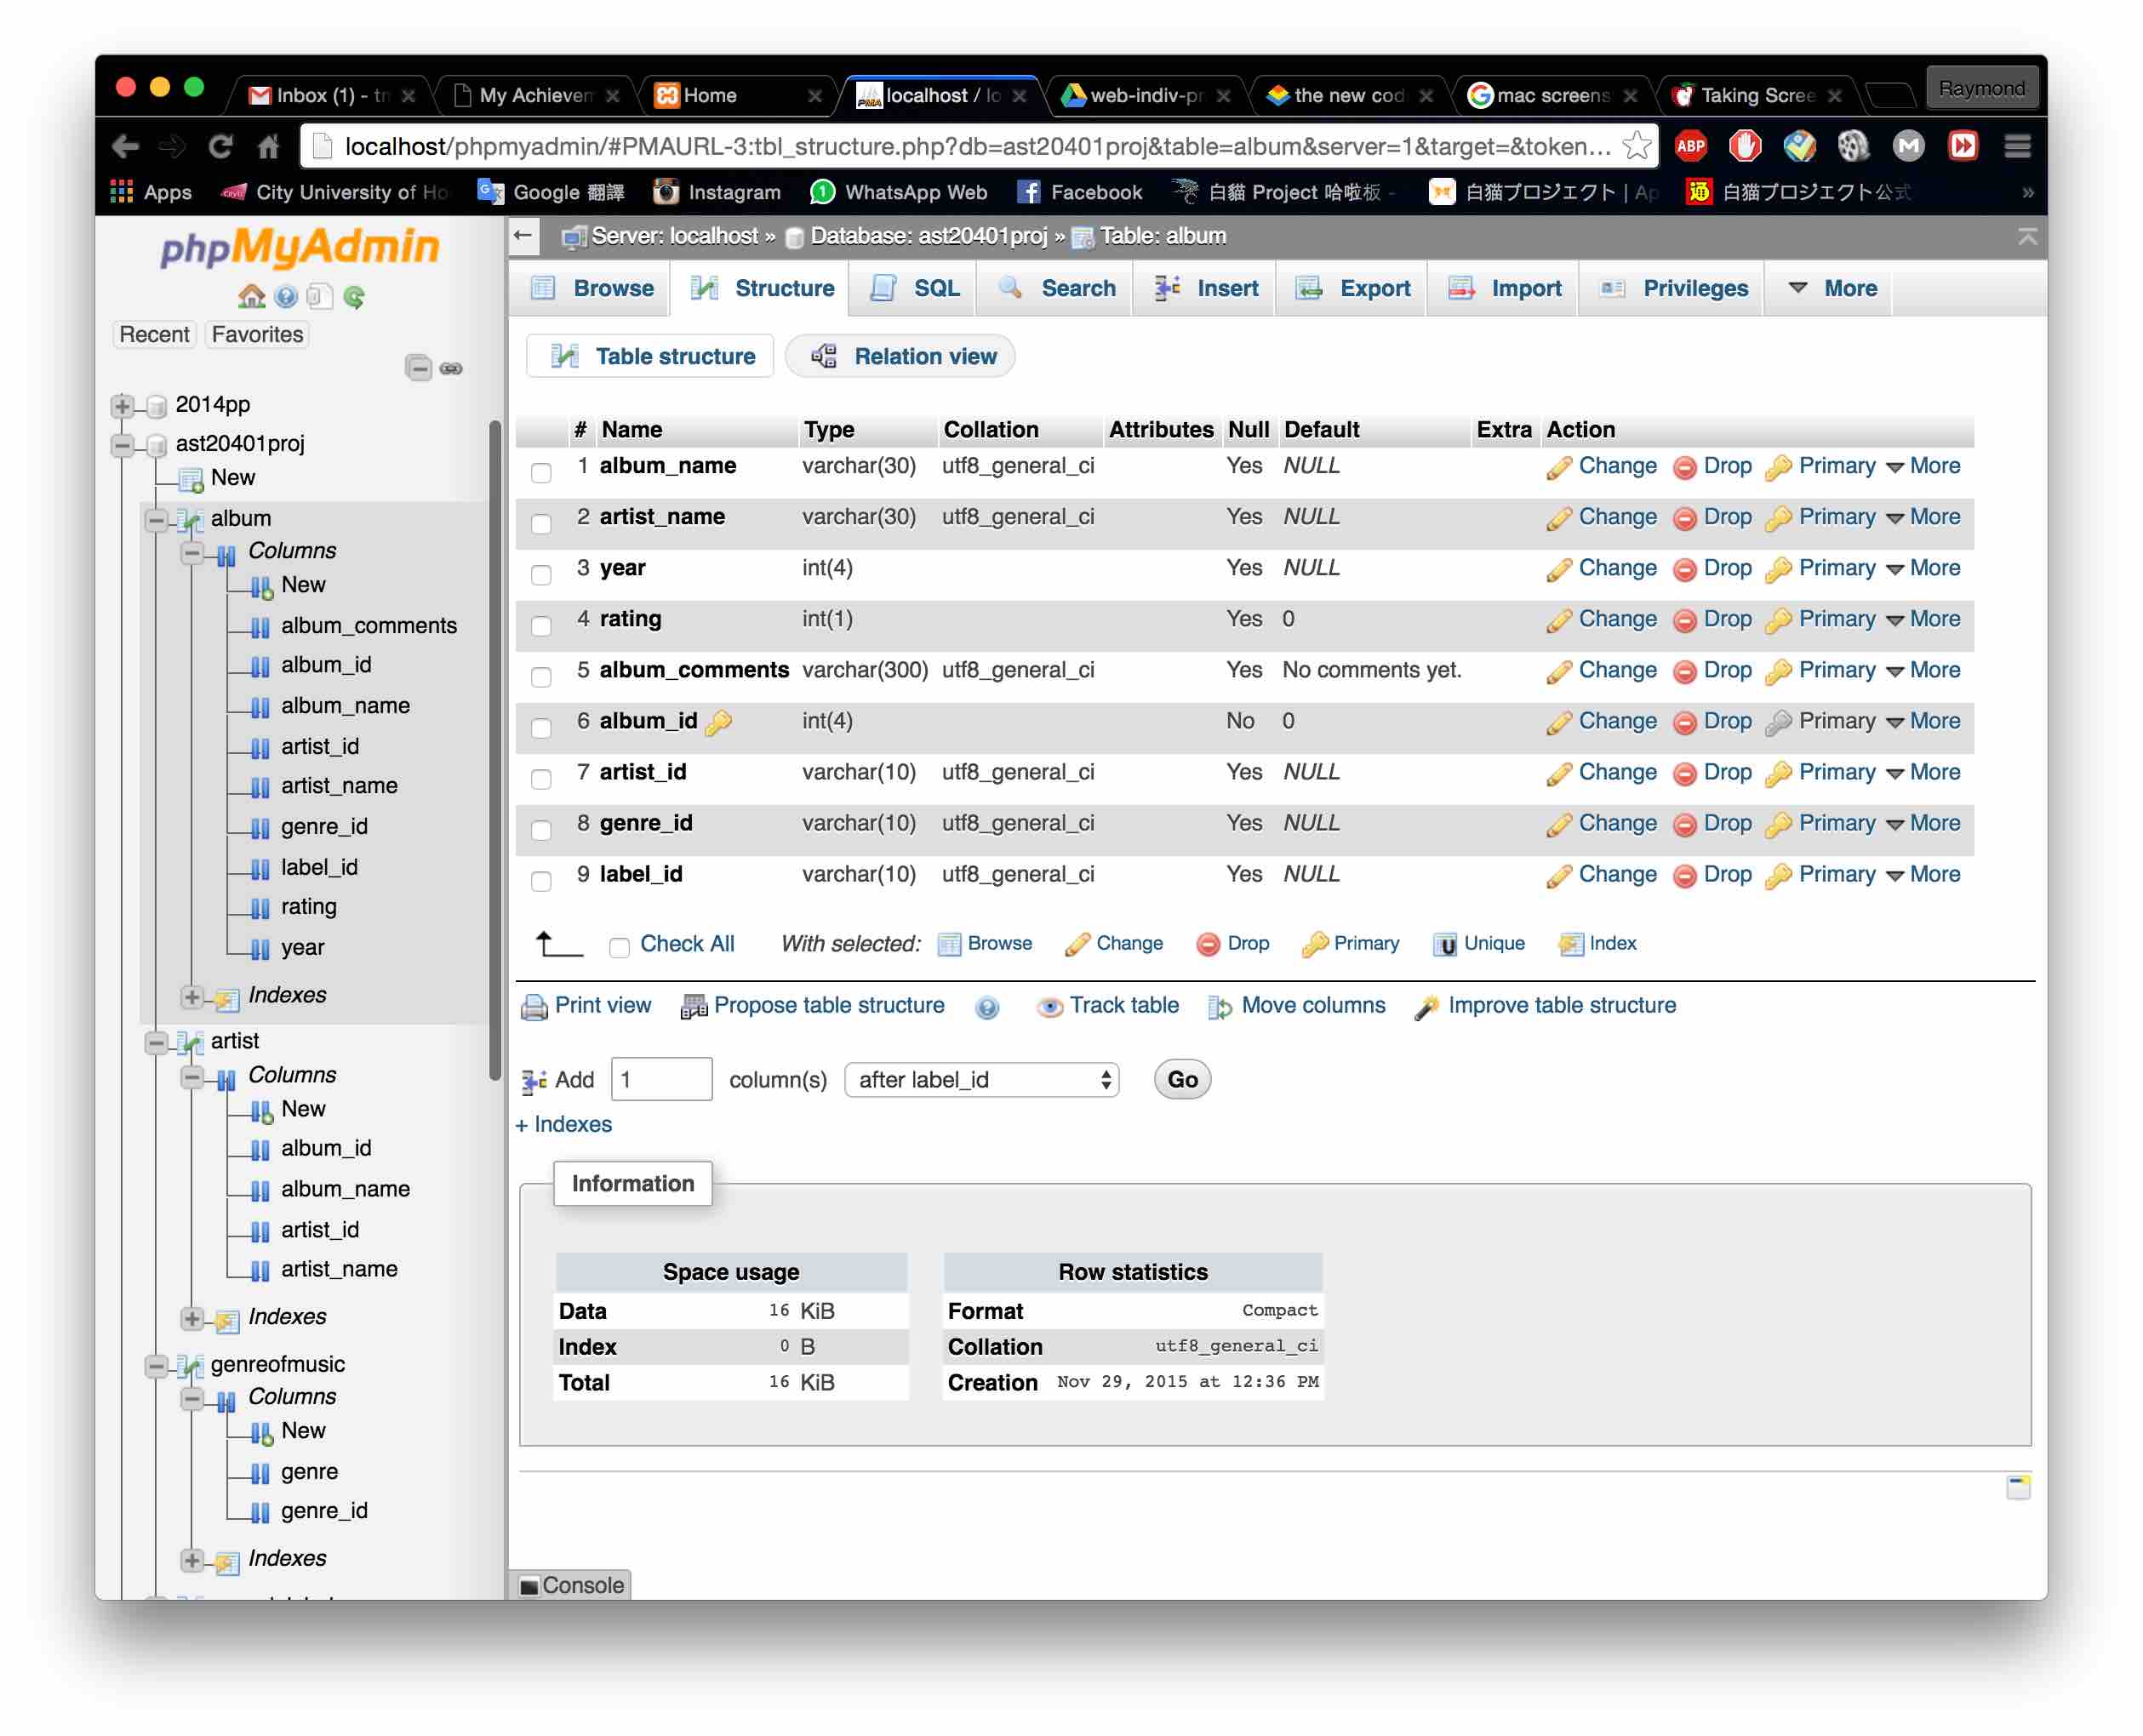 Inbox (1) - tm
My Achievem
Home
localhost / lo
web-indiv-pr
the new cod
mac screens
Taking Scree
Raymond
localhost/phpmyadmin/#PMAURL-3:tbl_structure.php?db=ast20401proj&table=album&server=1&target=&token...
ABP
Apps
City University of Ho
Google 翻譯
Instagram
WhatsApp Web
Facebook
白貓 Project 哈啦板 -
白猫プロジェクト | Ap
白猫プロジェクト公式
»
phpMyAdmin
Recent Favorites
2014pp
ast20401proj
New
album
Columns
New
album_comments
album_id
album_name
artist_id
artist_name
genre_id
label_id
rating
year
Indexes
artist
Columns
New
album_id
album_name
artist_id
artist_name
Indexes
genreofmusic
Columns
New
genre
genre_id
Indexes
Server: localhost » Database: ast20401proj » Table: album
Browse Structure SQL Search Insert Export Import Privileges More
Table structure Relation view
# Name Type Collation Attributes Null Default Extra Action
1 album_name varchar(30) utf8_general_ci Yes NULL Change Drop Primary More
2 artist_name varchar(30) utf8_general_ci Yes NULL Change Drop Primary More
3 year int(4) Yes NULL Change Drop Primary More
4 rating int(1) Yes 0 Change Drop Primary More
5 album_comments varchar(300) utf8_general_ci Yes No comments yet. Change Drop Primary More
6 album_id int(4) No 0 Change Drop Primary More
7 artist_id varchar(10) utf8_general_ci Yes NULL Change Drop Primary More
8 genre_id varchar(10) utf8_general_ci Yes NULL Change Drop Primary More
9 label_id varchar(10) utf8_general_ci Yes NULL Change Drop Primary More
Check All With selected: Browse Change Drop Primary Unique Index
Print view Propose table structure Track table Move columns Improve table structure
Add 1 column(s) after label_id Go
+ Indexes
Information
Space usage
Data 16 KiB
Index 0 B
Total 16 KiB
Row statistics
Format Compact
Collation utf8_general_ci
Creation Nov 29, 2015 at 12:36 PM
Console